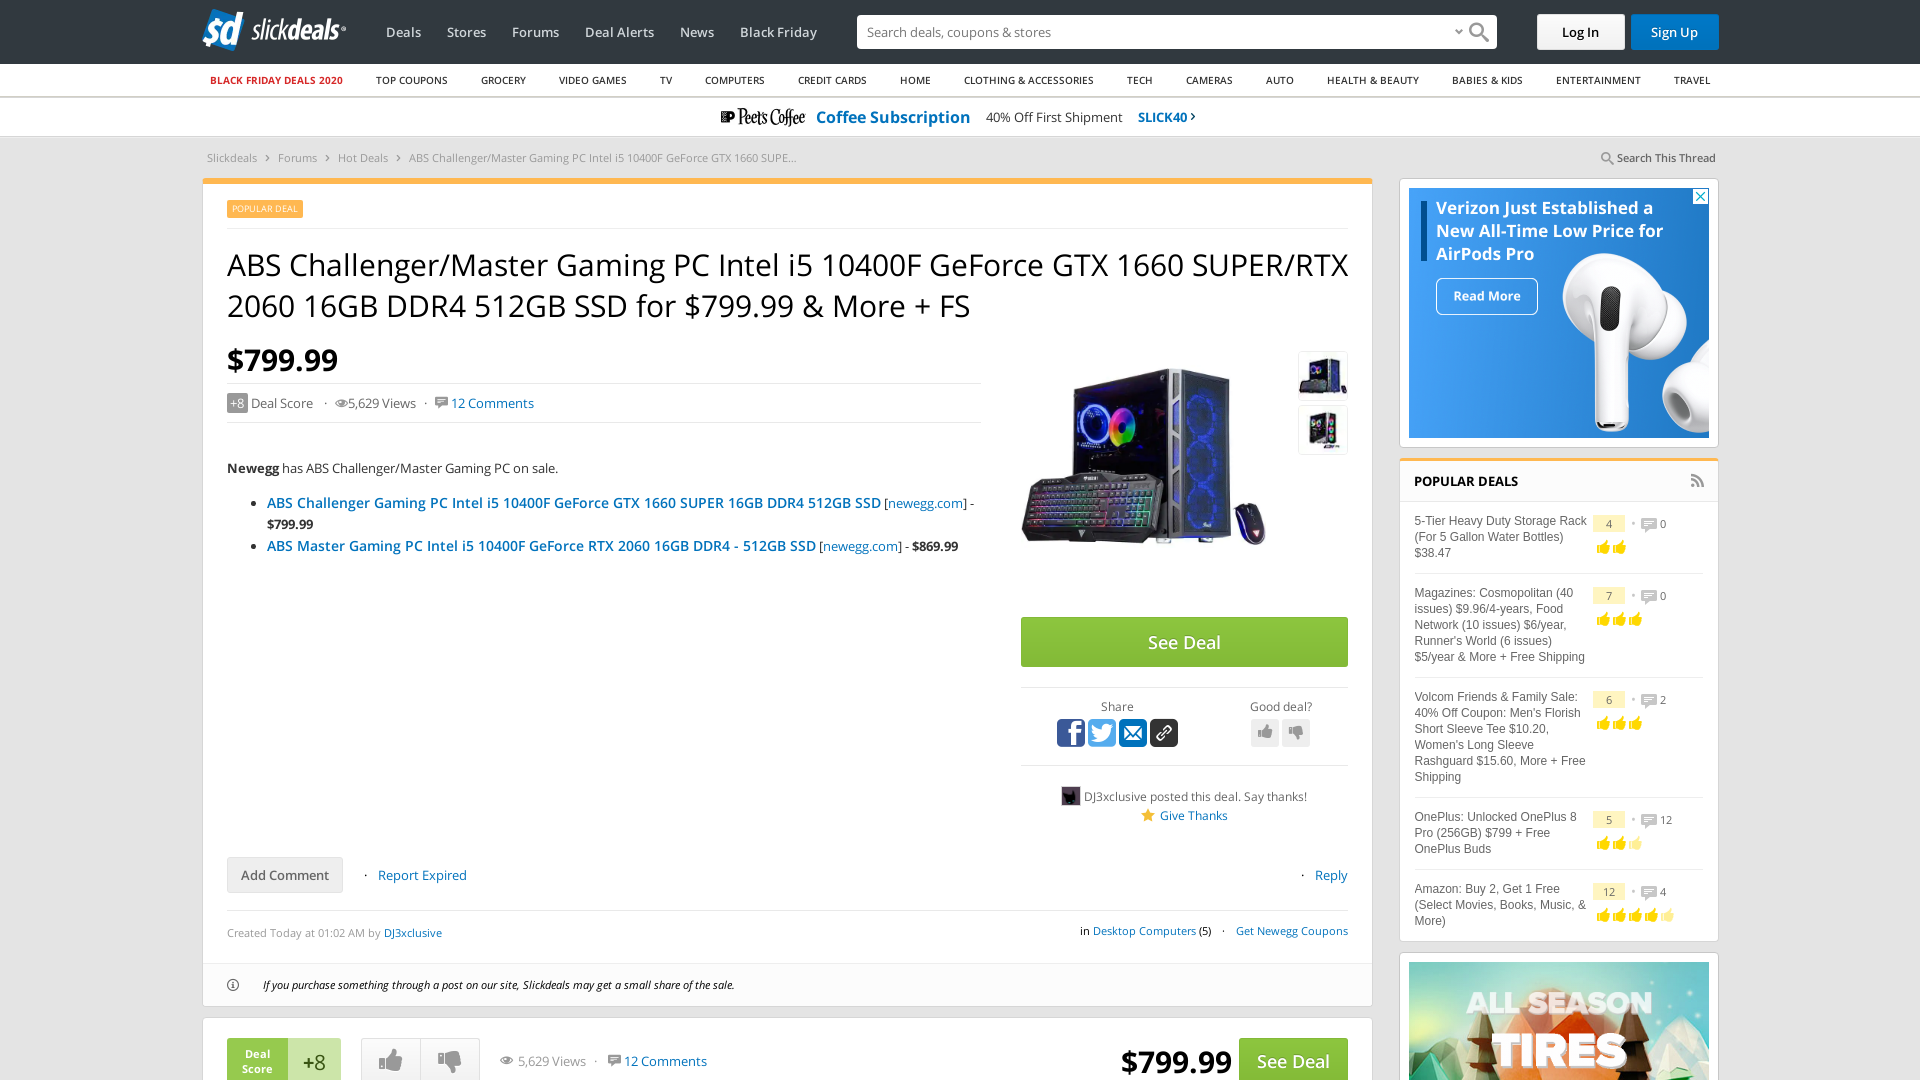 sd slickdeals
Deals
Stores
Forums
Deal Alerts
News
Black Friday
Search deals, coupons & stores
Log In
Sign Up
BLACK FRIDAY DEALS 2020
TOP COUPONS
GROCERY
VIDEO GAMES
TV
COMPUTERS
CREDIT CARDS
HOME
CLOTHING & ACCESSORIES
TECH
CAMERAS
AUTO
HEALTH & BEAUTY
BABIES & KIDS
ENTERTAINMENT
TRAVEL
Peet's Coffee Coffee Subscription 40% Off First Shipment SLICK40 ›
Slickdeals › Forums › Hot Deals › ABS Challenger/Master Gaming PC Intel i5 10400F GeForce GTX 1660 SUPE...
Search This Thread
POPULAR DEAL
ABS Challenger/Master Gaming PC Intel i5 10400F GeForce GTX 1660 SUPER/RTX
2060 16GB DDR4 512GB SSD for $799.99 & More + FS
$799.99
+8 Deal Score · 5,629 Views · 12 Comments
Newegg has ABS Challenger/Master Gaming PC on sale.
• ABS Challenger Gaming PC Intel i5 10400F GeForce GTX 1660 SUPER 16GB DDR4 512GB SSD [newegg.com] -
$799.99
• ABS Master Gaming PC Intel i5 10400F GeForce RTX 2060 16GB DDR4 - 512GB SSD [newegg.com] - $869.99
See Deal
Share
Good deal?
DJ3xclusive posted this deal. Say thanks!
Give Thanks
Add Comment
· Report Expired
· Reply
Created Today at 01:02 AM by DJ3xclusive
in Desktop Computers (5) · Get Newegg Coupons
If you purchase something through a post on our site, Slickdeals may get a small share of the sale.
Deal
Score
+8
5,629 Views · 12 Comments
$799.99
See Deal
Verizon Just Established a
New All-Time Low Price for
AirPods Pro
Read More
POPULAR DEALS
5-Tier Heavy Duty Storage Rack
(For 5 Gallon Water Bottles)
$38.47
4 • 0
Magazines: Cosmopolitan (40
issues) $9.96/4-years, Food
Network (10 issues) $6/year,
Runner's World (6 issues)
$5/year & More + Free Shipping
7 • 0
Volcom Friends & Family Sale:
40% Off Coupon: Men's Florish
Short Sleeve Tee $10.20,
Women's Long Sleeve
Rashguard $15.60, More + Free
Shipping
6 • 2
OnePlus: Unlocked OnePlus 8
Pro (256GB) $799 + Free
OnePlus Buds
5 • 12
Amazon: Buy 2, Get 1 Free
(Select Movies, Books, Music, &
More)
12 • 4
ALL SEASON
TIRES